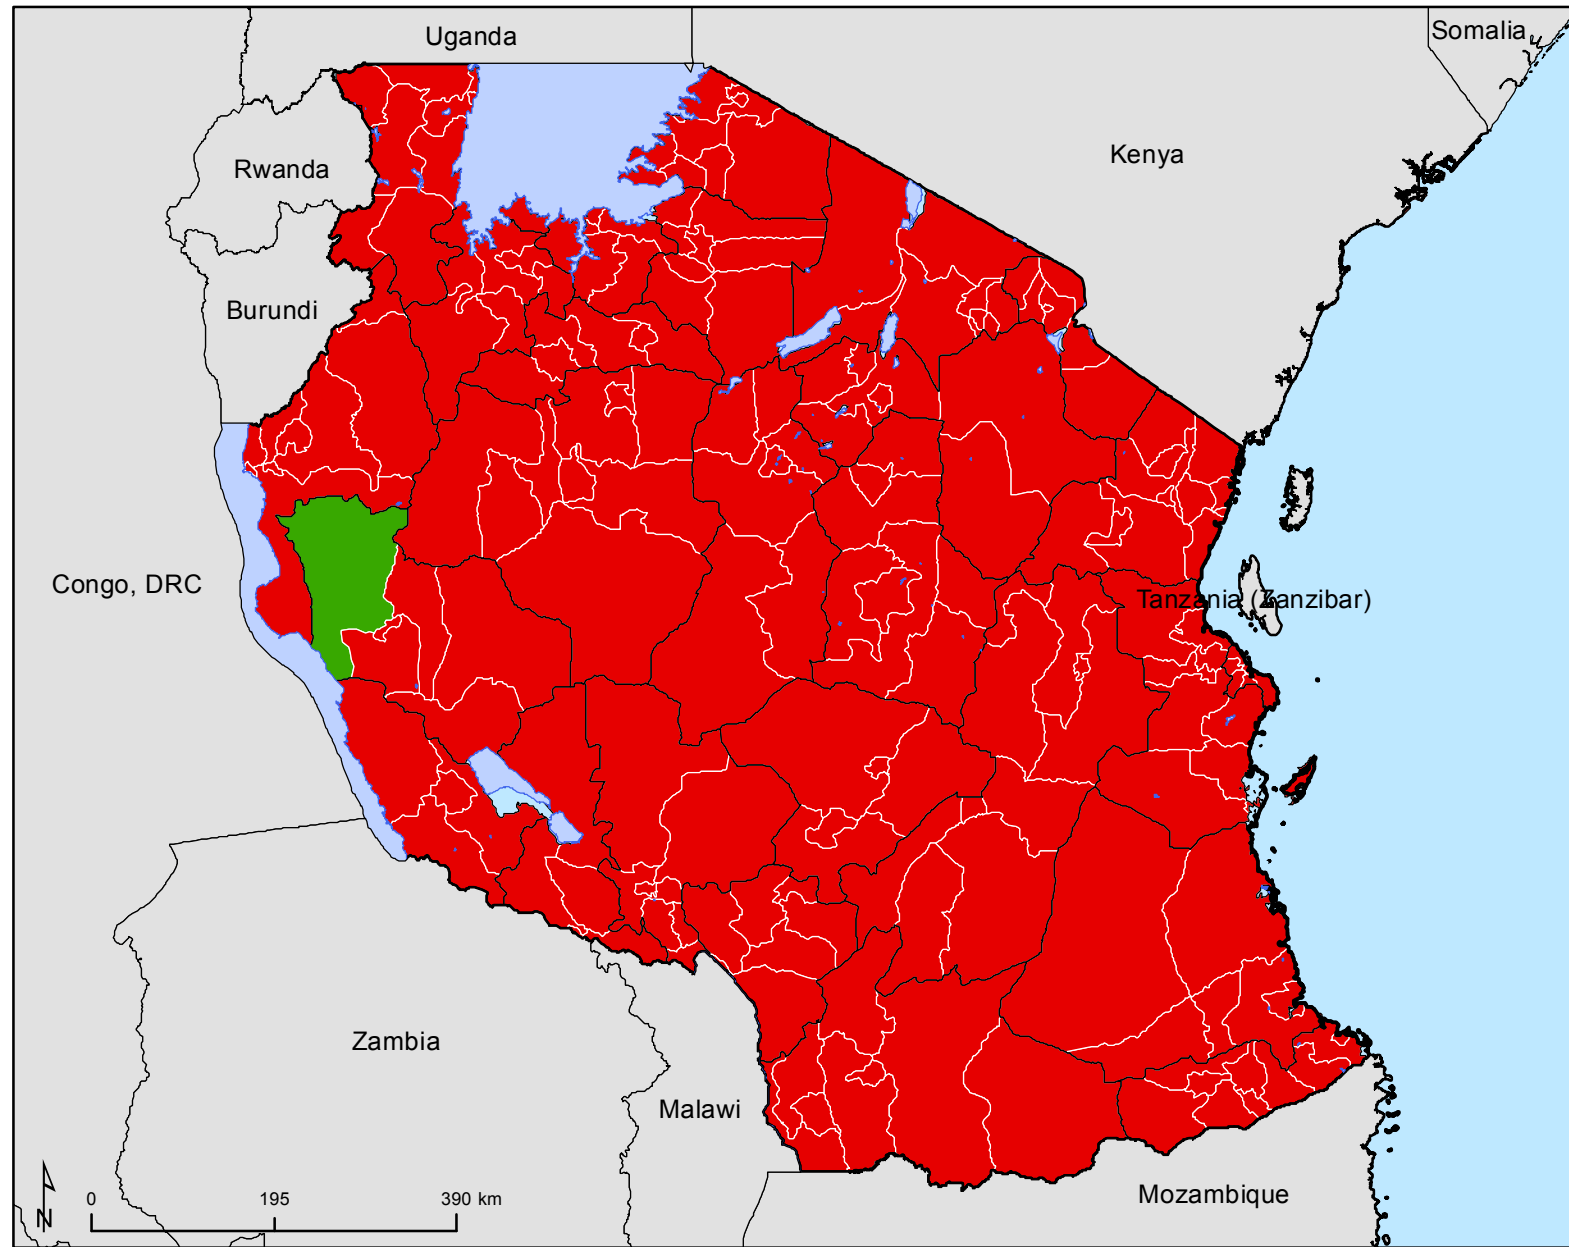 Uganda
Somalia
Kenya
Rwanda
Burundi
Congo, DRC
Tanzania (Zanzibar)
Zambia
Malawi
Mozambique
N
0 195 390 km